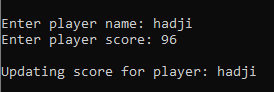 Enter player name: hadji
Enter player score: 96
Updating score for player: hadji